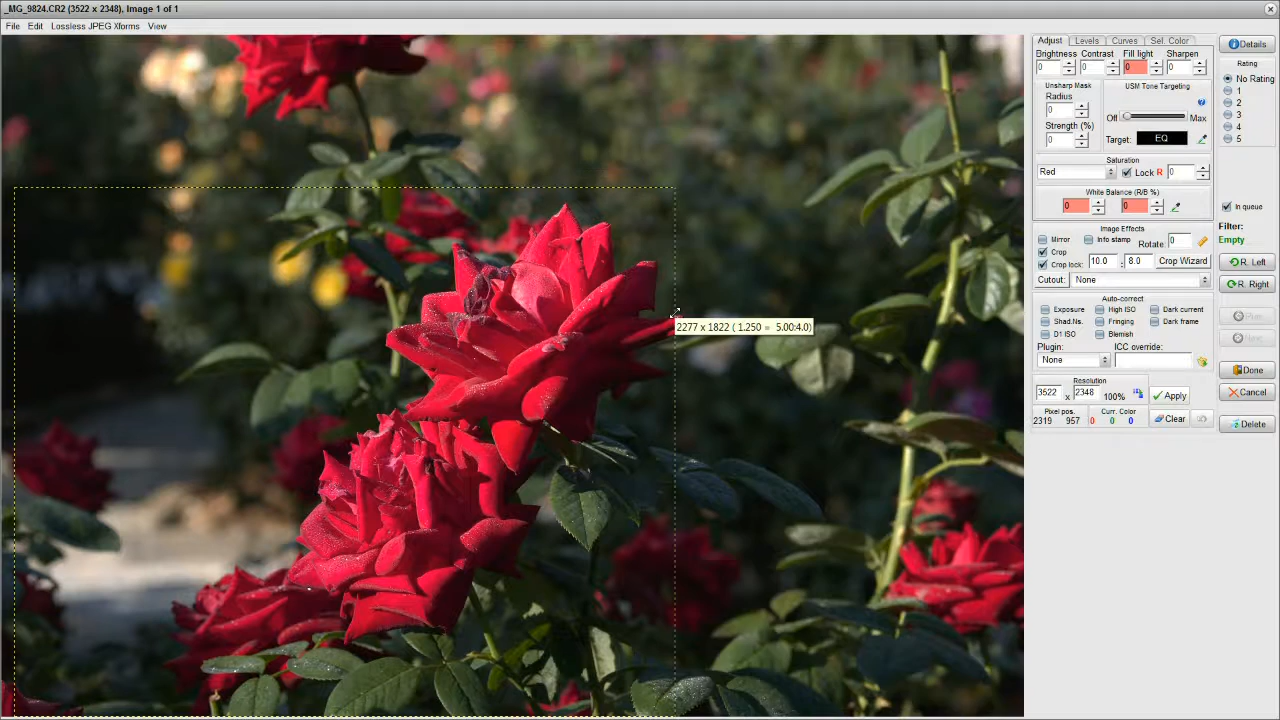 _MG_9824.CR2 (3522 x 2348), Image 1 of 1
File Edit Lossless JPEG Xforms View
Adjust Levels Curves Sel. Color
Brightness Contrast Fill light Sharpen
0 0 0 0
Unsharp Mask
Radius
0
Strength (%)
0
USM Tone Targeting
?
Off Max
Target: EQ
Saturation
Red Lock R 0
White Balance (R/B %)
0 0
Image Effects
Mirror Info stamp Rotate: 0
Crop
Crop lock: 10.0 : 8.0 Crop Wizard
Cutout: None
Auto-correct
Exposure High ISO Dark current
Shad.Ns. Fringing Dark frame
D1 ISO Blemish
Plugin: ICC override:
None
Resolution
3522 x 2348 100% Apply
Pixel pos. Curr. Color
2319 957 0 0 0
Clear
Details
Rating
No Rating
1
2
3
4
5
In queue
Filter:
Empty
R. Left
R. Right
Done
Cancel
Delete
2277 x 1822 ( 1.250 = 5.00:4.0)